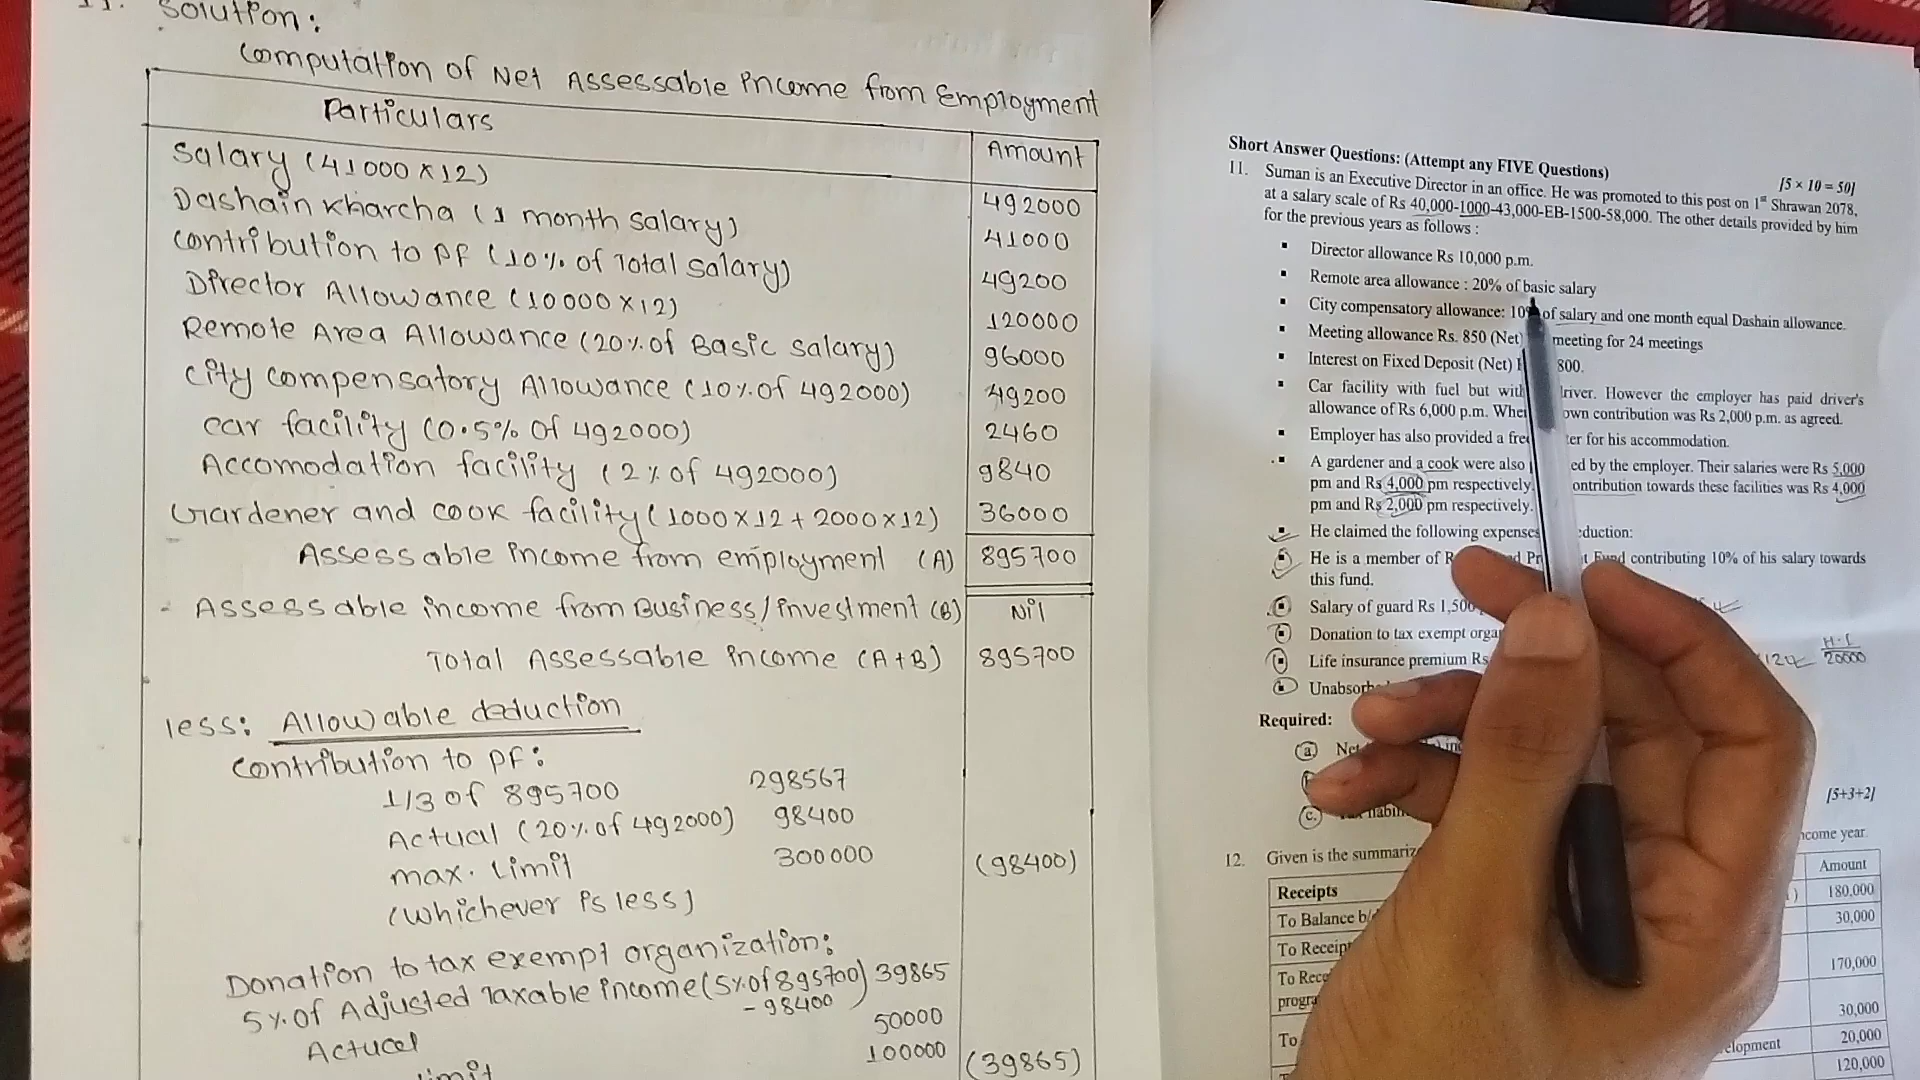 11. Solution:
Computation of Net Assessable Income from Employment
Particulars
Amount
Salary (41000 x 12)
492000
Dashain Kharcha (1 month salary)
41000
Contribution to PF (10% of Total salary)
49200
Director Allowance (10000 x 12)
120000
Remote Area Allowance (20% of Basic Salary)
96000
City compensatory Allowance (10% of 492000)
49200
Car facility (0.5% of 492000)
2460
Accomodation facility (2% of 492000)
9840
Gardener and cook facility (1000 x 12 + 2000 x 12)
36000
Assessable income from employment (A)
895700
Assessable income from Business/investment (B)
Nil
Total Assessable income (A+B)
895700
less: Allowable deduction
Contribution to PF:
1/3 of 895700 298567
Actual (20% of 492000) 98400
max. limit 300000
(98400)
(whichever is less)
Donation to tax exempt organization:
5% of Adjusted Taxable income (5% of 895700 39865
- 98400)
Actual 50000
100000
limit
(39865)
Short Answer Questions: (Attempt any FIVE Questions)
[5 × 10 = 50]
11. Suman is an Executive Director in an office. He was promoted to this post on 1st Shrawan 2078,
at a salary scale of Rs 40,000-1000-43,000-EB-1500-58,000. The other details provided by him
for the previous years as follows :
▪ Director allowance Rs 10,000 p.m.
▪ Remote area allowance : 20% of basic salary
▪ City compensatory allowance: 10% of salary and one month equal Dashain allowance.
▪ Meeting allowance Rs. 850 (Net) meeting for 24 meetings
▪ Interest on Fixed Deposit (Net) 800.
▪ Car facility with fuel but driver. However the employer has paid driver's
allowance of Rs 6,000 p.m. own contribution was Rs 2,000 p.m. as agreed.
▪ Employer has also provided a for his accommodation.
▪ A gardener and a cook were also by the employer. Their salaries were Rs 5,000
pm and Rs 4,000 pm respectively. contribution towards these facilities was Rs 4,000
pm and Rs 2,000 pm respectively.
He claimed the following expenses
▪ He is a member of Fund contributing 10% of his salary towards
this fund.
▪ Salary of guard Rs 1,500
▪ Donation to tax exempt
▪ Life insurance premium Rs
H.I
20000
Required:
(a)
(c.)
[5+3+2]
12. Given is the
income year.
Receipts
Amount
180,000
To Balance
30,000
To
To
170,000
30,000
To
20,000
120,000